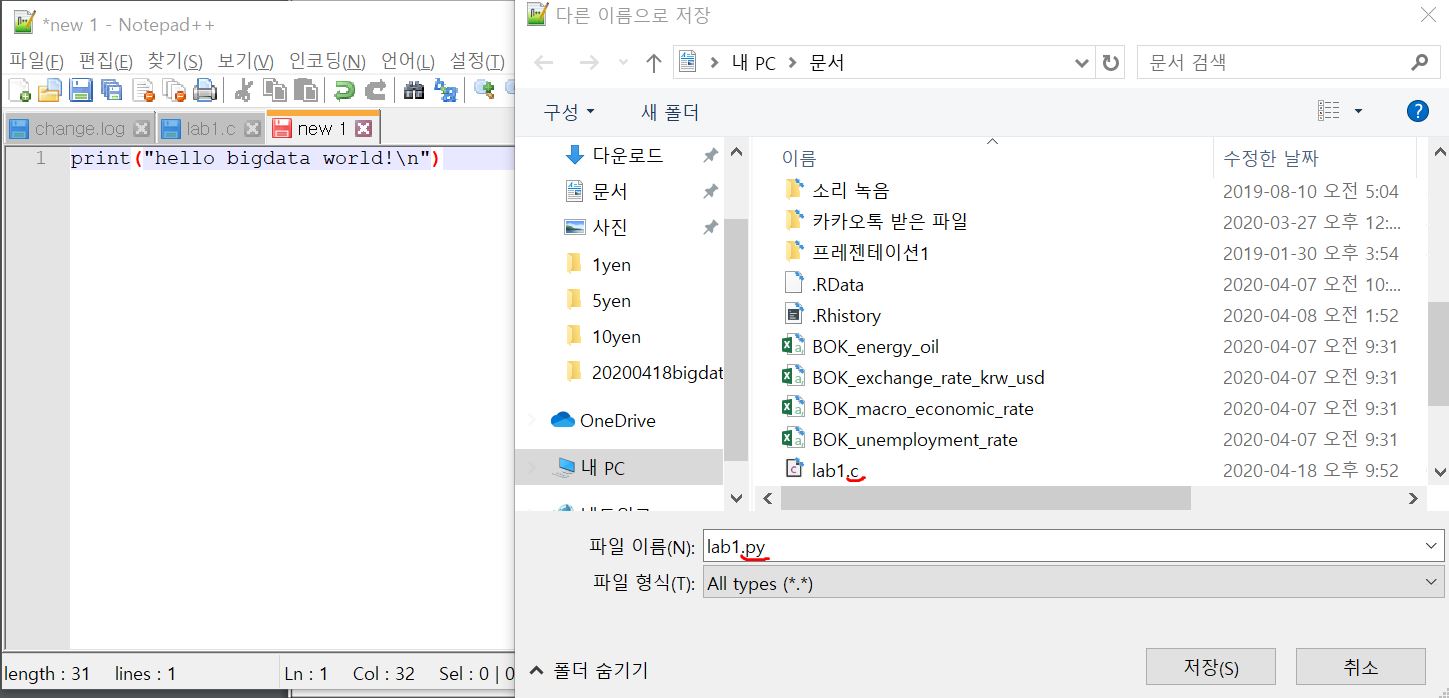 *new 1 - Notepad++
파일(F) 편집(E) 찾기(S) 보기(V) 인코딩(N) 언어(L) 설정(T)
change.log lab1.c new 1
1 print("hello bigdata world!\n")
length : 31 lines : 1 Ln : 1 Col : 32 Sel : 0 | 0
다른 이름으로 저장
내 PC > 문서
문서 검색
구성 새 폴더
다운로드
문서
사진
1yen
5yen
10yen
20200418bigdat
OneDrive
내 PC
이름 수정한 날짜
소리 녹음 2019-08-10 오전 5:04
카카오톡 받은 파일 2020-03-27 오후 12:...
프레젠테이션1 2019-01-30 오후 3:54
.RData 2020-04-07 오전 10:...
.Rhistory 2020-04-08 오전 1:52
BOK_energy_oil 2020-04-07 오전 9:31
BOK_exchange_rate_krw_usd 2020-04-07 오전 9:31
BOK_macro_economic_rate 2020-04-07 오전 9:31
BOK_unemployment_rate 2020-04-07 오전 9:31
lab1.c 2020-04-18 오후 9:52
파일 이름(N): lab1.py
파일 형식(T): All types (*.*)
폴더 숨기기
저장(S) 취소